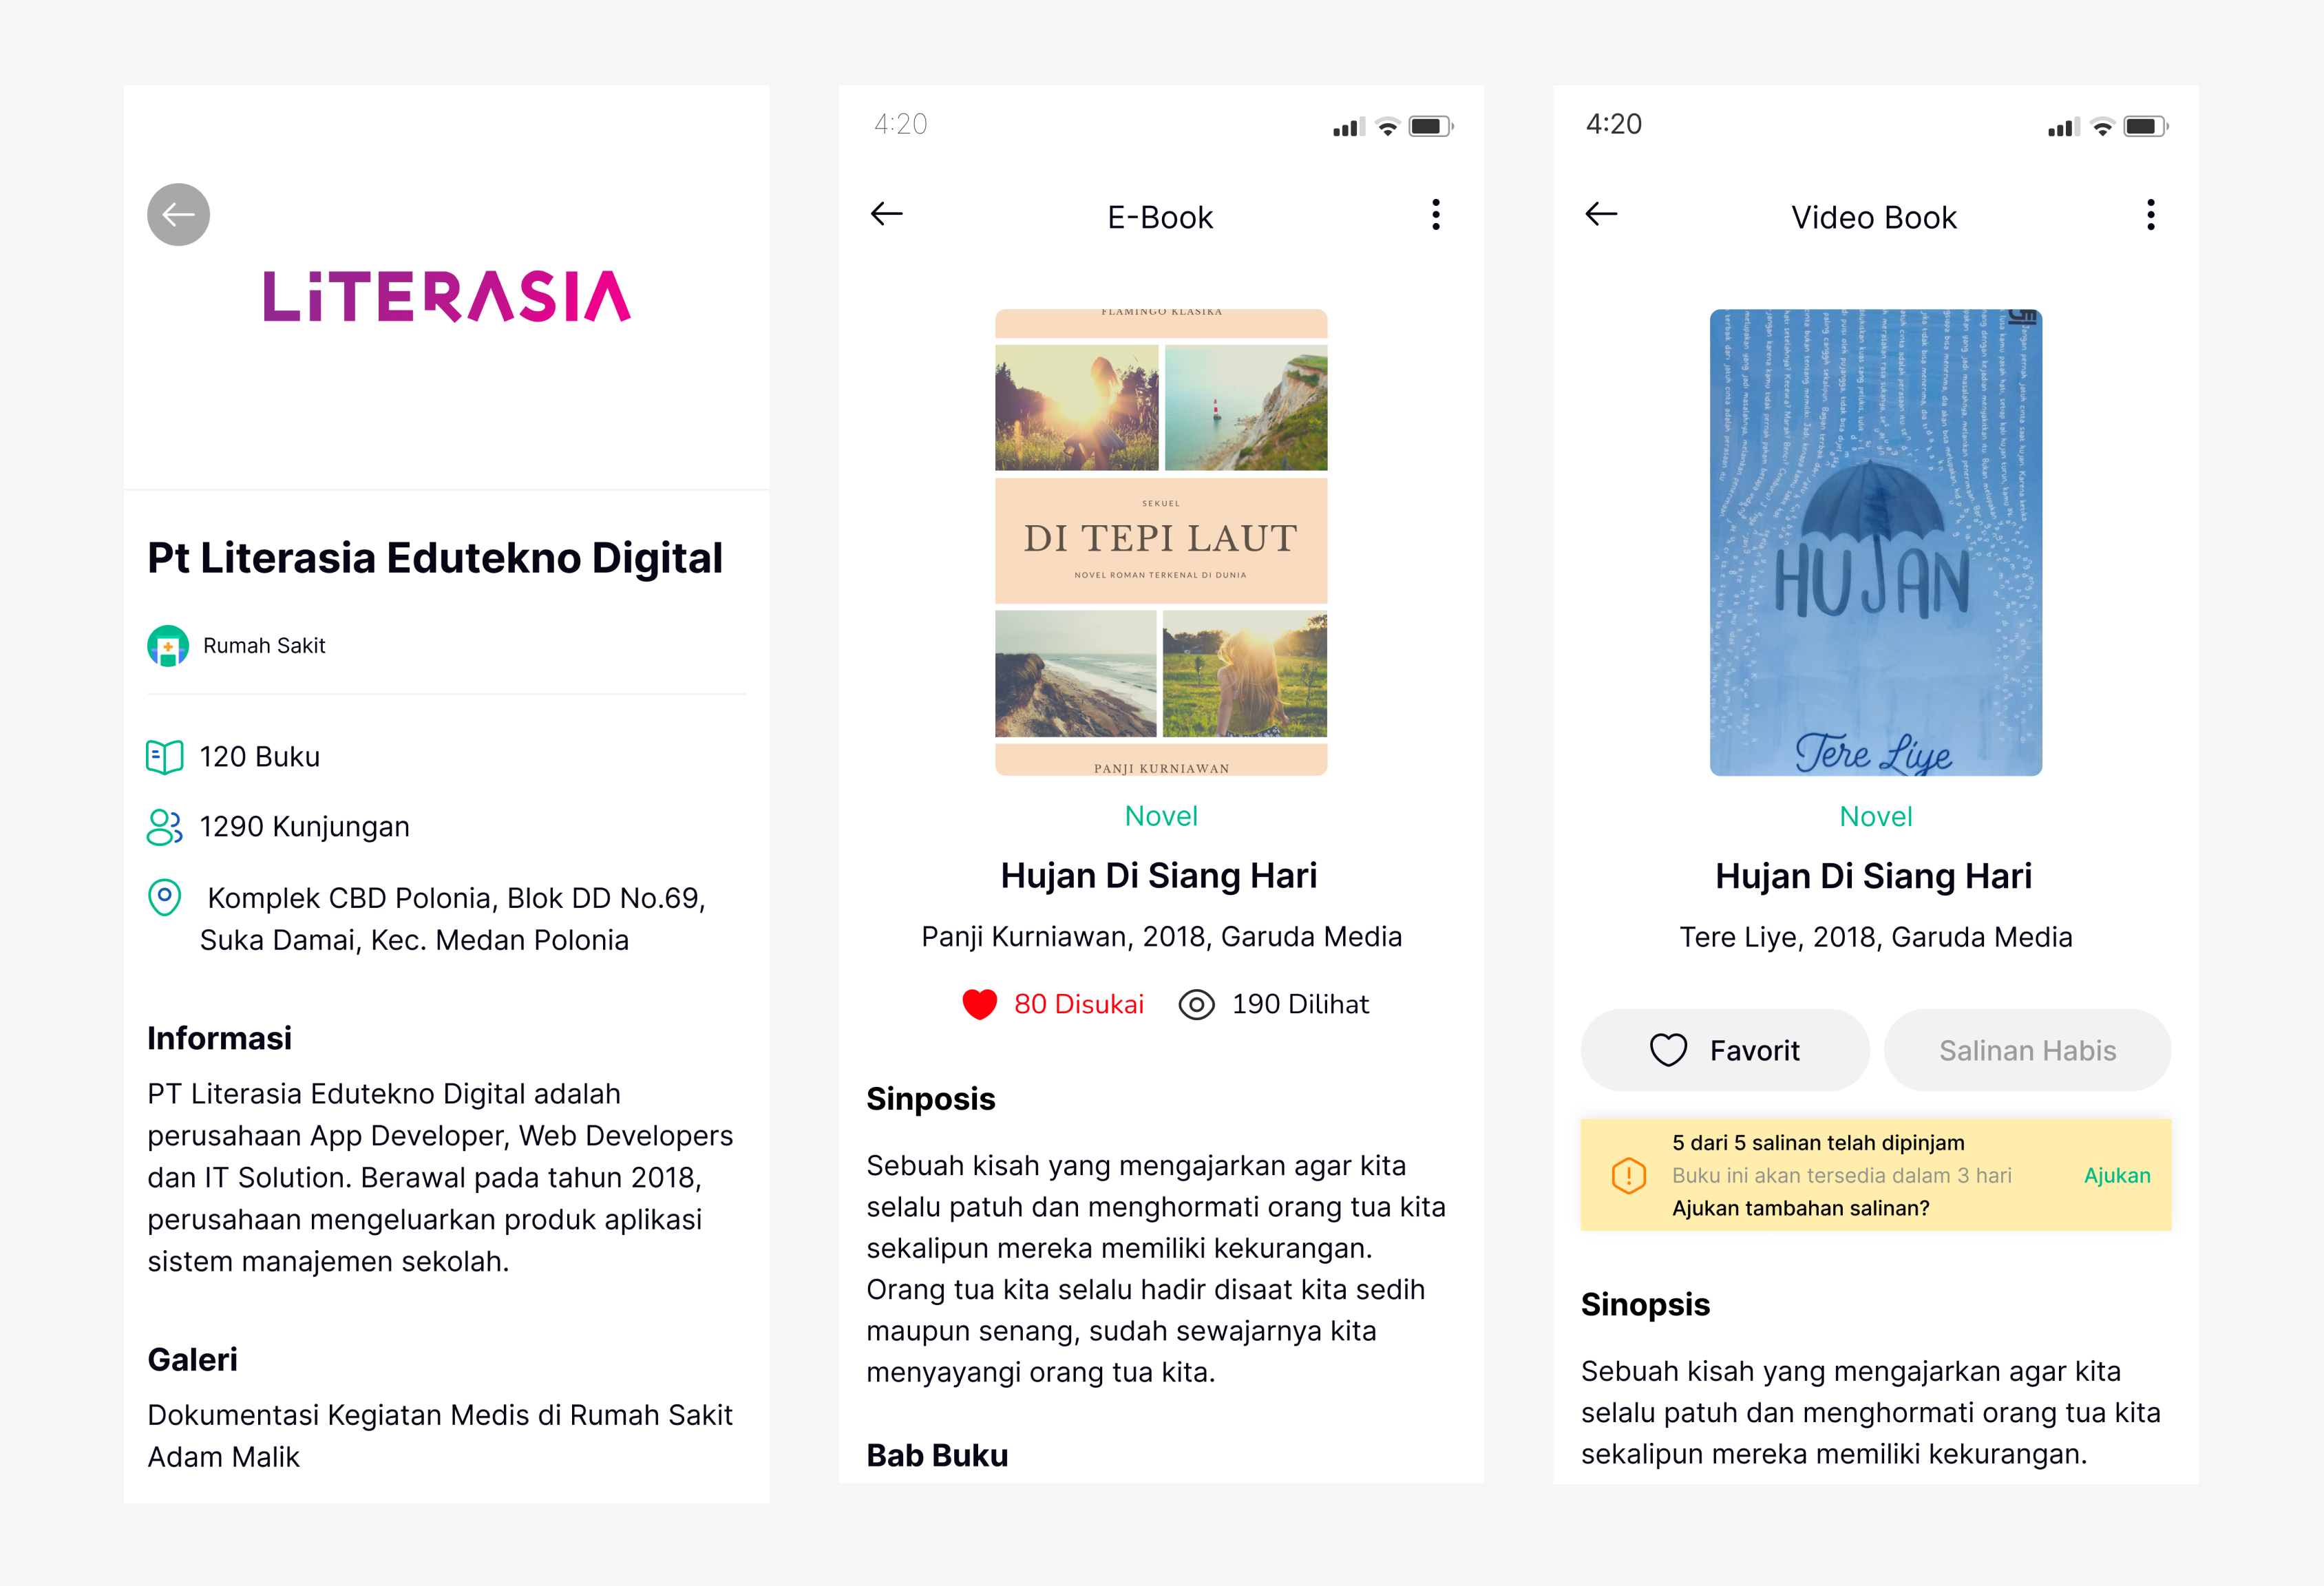 LiTERASIA
Pt Literasia Edutekno Digital
Rumah Sakit
120 Buku
1290 Kunjungan
Komplek CBD Polonia, Blok DD No.69,
Suka Damai, Kec. Medan Polonia
Informasi
PT Literasia Edutekno Digital adalah
perusahaan App Developer, Web Developers
dan IT Solution. Berawal pada tahun 2018,
perusahaan mengeluarkan produk aplikasi
sistem manajemen sekolah.
Galeri
Dokumentasi Kegiatan Medis di Rumah Sakit
Adam Malik
4:20
E-Book
FLAMINGO KLASIKA
SEKUEL
DI TEPI LAUT
NOVEL ROMAN TERKENAL DI DUNIA
PANJI KURNIAWAN
Novel
Hujan Di Siang Hari
Panji Kurniawan, 2018, Garuda Media
80 Disukai
190 Dilihat
Sinposis
Sebuah kisah yang mengajarkan agar kita
selalu patuh dan menghormati orang tua kita
sekalipun mereka memiliki kekurangan.
Orang tua kita selalu hadir disaat kita sedih
maupun senang, sudah sewajarnya kita
menyayangi orang tua kita.
Bab Buku
4:20
Video Book
HUJAN
Tere Liye
Novel
Hujan Di Siang Hari
Tere Liye, 2018, Garuda Media
Favorit
Salinan Habis
5 dari 5 salinan telah dipinjam
Buku ini akan tersedia dalam 3 hari
Ajukan
Ajukan tambahan salinan?
Sinopsis
Sebuah kisah yang mengajarkan agar kita
selalu patuh dan menghormati orang tua kita
sekalipun mereka memiliki kekurangan.